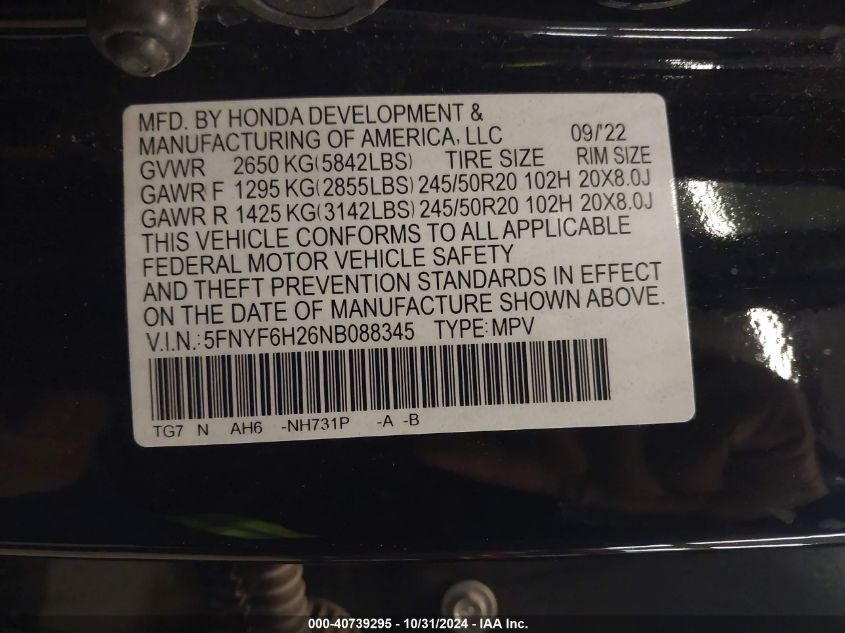 MFD. BY HONDA DEVELOPMENT &
MANUFACTURING OF AMERICA, LLC 09/'22
GVWR 2650 KG(5842LBS) TIRE SIZE RIM SIZE
GAWR F 1295 KG(2855LBS) 245/50R20 102H 20X8.0J
GAWR R 1425 KG(3142LBS) 245/50R20 102H 20X8.0J
THIS VEHICLE CONFORMS TO ALL APPLICABLE
FEDERAL MOTOR VEHICLE SAFETY
AND THEFT PREVENTION STANDARDS IN EFFECT
ON THE DATE OF MANUFACTURE SHOWN ABOVE.
V.I.N.: 5FNYF6H26NB088345 TYPE: MPV
TG7 N AH6 -NH731P -A -B
000-40739295 - 10/31/2024 - IAA Inc.